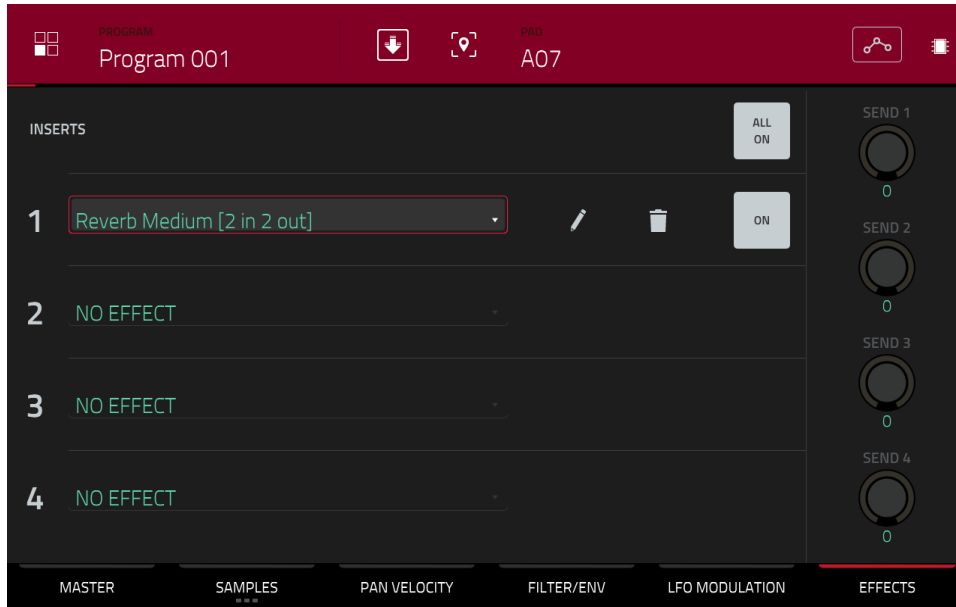 PROGRAM
Program 001
PAD
A07
INSERTS
ALL
ON
SEND 1
0
1
Reverb Medium [2 in 2 out]
ON
SEND 2
0
2
NO EFFECT
SEND 3
0
3
NO EFFECT
SEND 4
0
4
NO EFFECT
MASTER
SAMPLES
PAN VELOCITY
FILTER/ENV
LFO MODULATION
EFFECTS